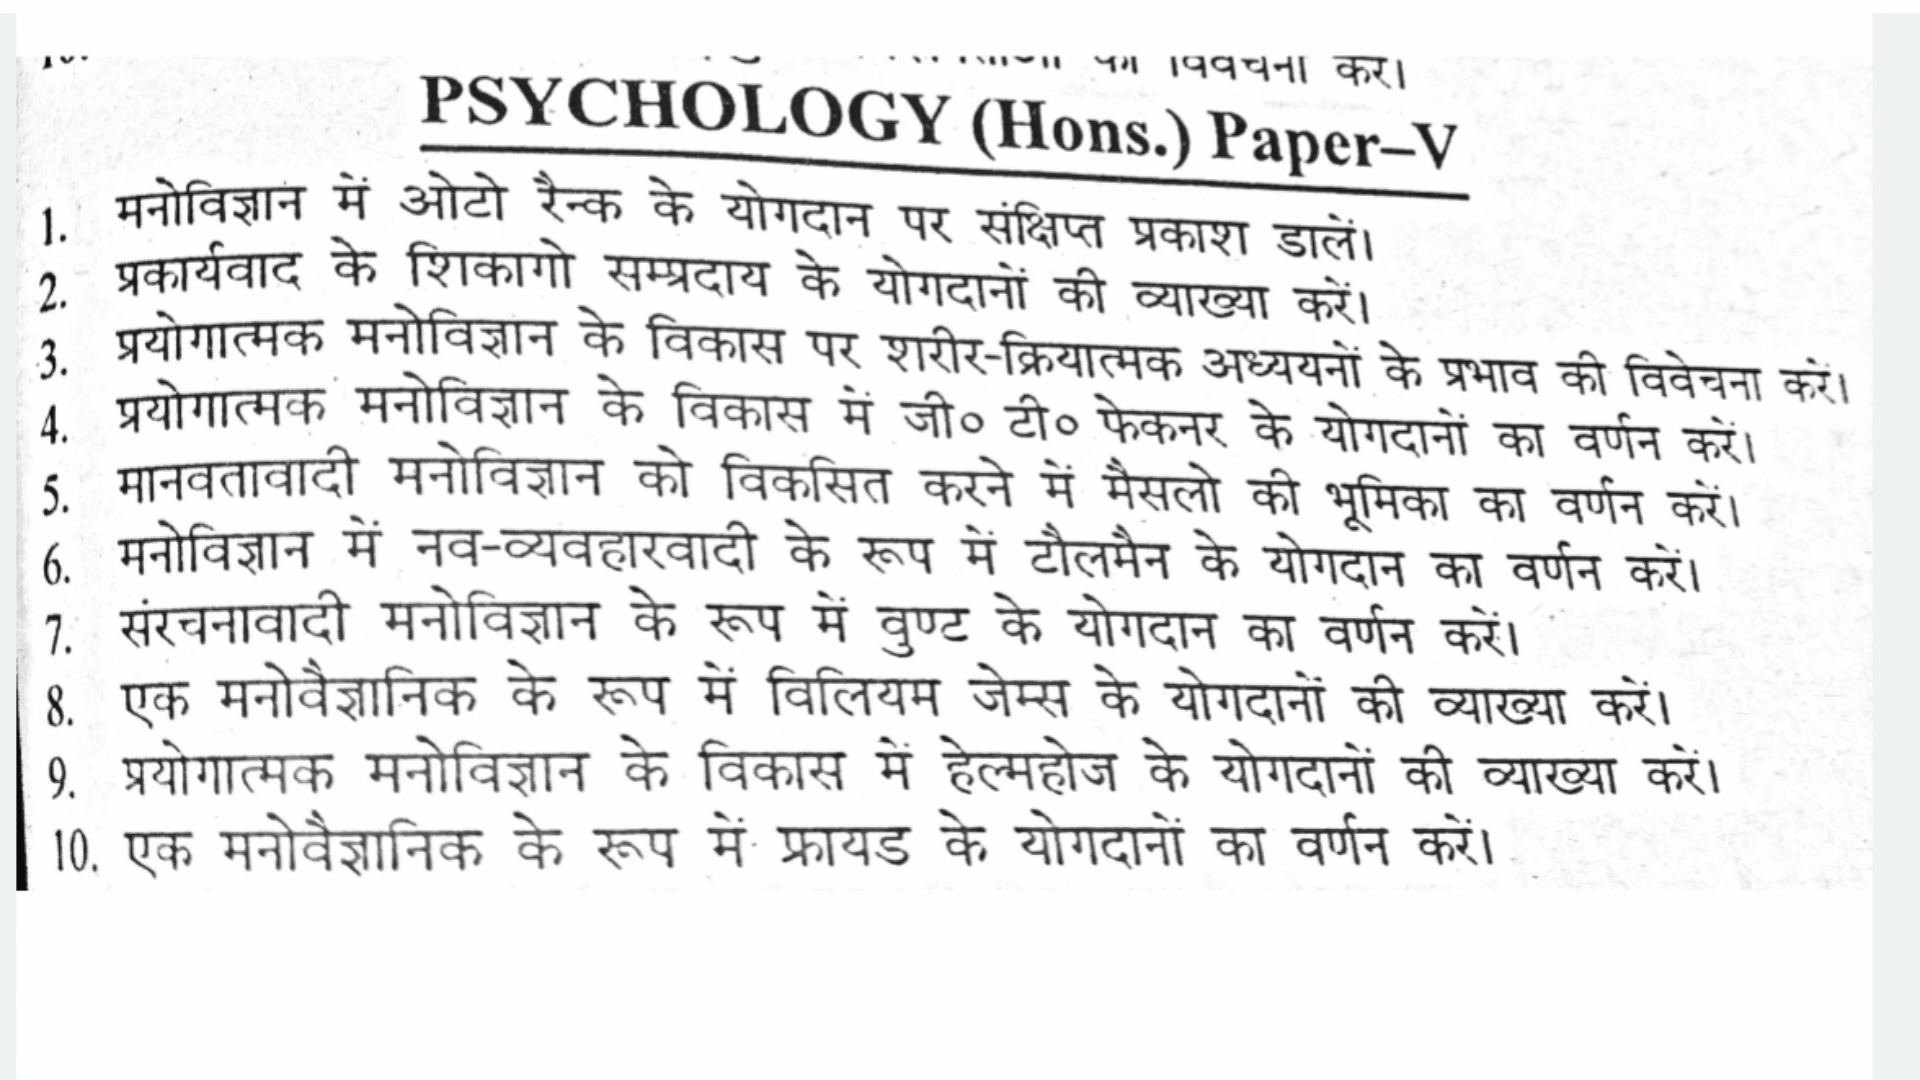 विवेचना करें।
PSYCHOLOGY (Hons.) Paper–V
1. मनोविज्ञान में ओटो रैन्क के योगदान पर संक्षिप्त प्रकाश डालें।
2. प्रकार्यवाद के शिकागो सम्प्रदाय के योगदानों की व्याख्या करें।
3. प्रयोगात्मक मनोविज्ञान के विकास पर शरीर-क्रियात्मक अध्ययनों के प्रभाव की विवेचना करें।
4. प्रयोगात्मक मनोविज्ञान के विकास में जी० टी० फेकनर के योगदानों का वर्णन करें।
5. मानवतावादी मनोविज्ञान को विकसित करने में मैसलो की भूमिका का वर्णन करें।
6. मनोविज्ञान में नव-व्यवहारवादी के रूप में टौलमैन के योगदान का वर्णन करें।
7. संरचनावादी मनोविज्ञान के रूप में वुण्ट के योगदान का वर्णन करें।
8. एक मनोवैज्ञानिक के रूप में विलियम जेम्स के योगदानों की व्याख्या करें।
9. प्रयोगात्मक मनोविज्ञान के विकास में हेल्महोज के योगदानों की व्याख्या करें।
10. एक मनोवैज्ञानिक के रूप में फ्रायड के योगदानों का वर्णन करें।